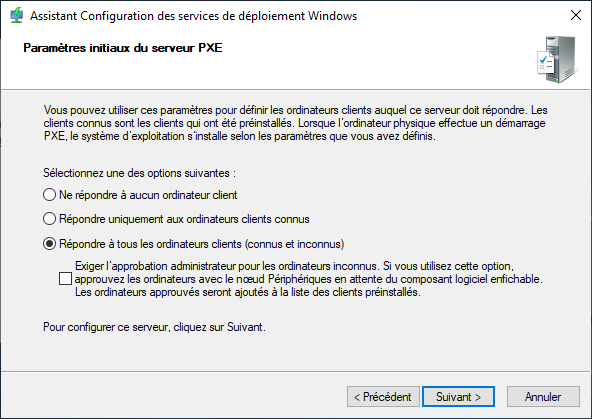 Assistant Configuration des services de déploiement Windows
Paramètres initiaux du serveur PXE
Vous pouvez utiliser ces paramètres pour définir les ordinateurs clients auquel ce serveur doit répondre. Les
clients connus sont les clients qui ont été préinstallés. Lorsque l'ordinateur physique effectue un démarrage
PXE, le système d'exploitation s'installe selon les paramètres que vous avez définis.
Sélectionnez une des options suivantes :
Ne répondre à aucun ordinateur client
Répondre uniquement aux ordinateurs clients connus
Répondre à tous les ordinateurs clients (connus et inconnus)
Exiger l'approbation administrateur pour les ordinateurs inconnus. Si vous utilisez cette option,
approuvez les ordinateurs avec le nœud Périphériques en attente du composant logiciel enfichable.
Les ordinateurs approuvés seront ajoutés à la liste des clients préinstallés.
Pour configurer ce serveur, cliquez sur Suivant.
< Précédent Suivant > Annuler